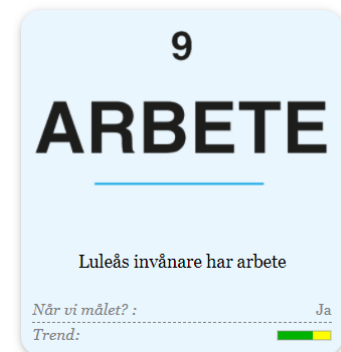 9
ARBETE
Luleås invånare har arbete
Når vi målet? : Ja
Trend: